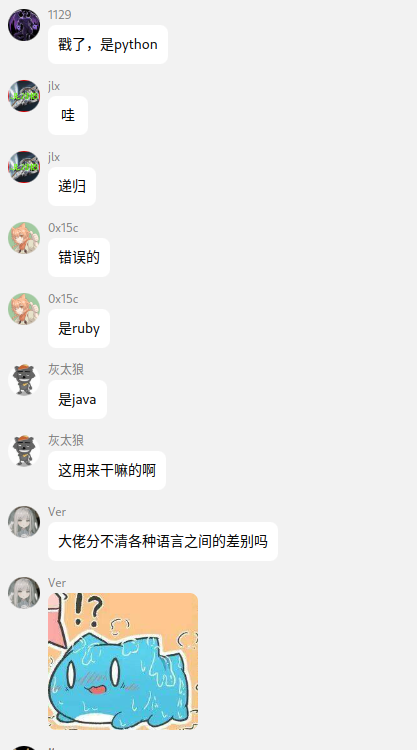 1129
戳了，是python
jlx
哇
jlx
递归
0x15c
错误的
0x15c
是ruby
灰太狼
是java
灰太狼
这用来干嘛的啊
Ver
大佬分不清各种语言之间的差别吗
Ver
!?